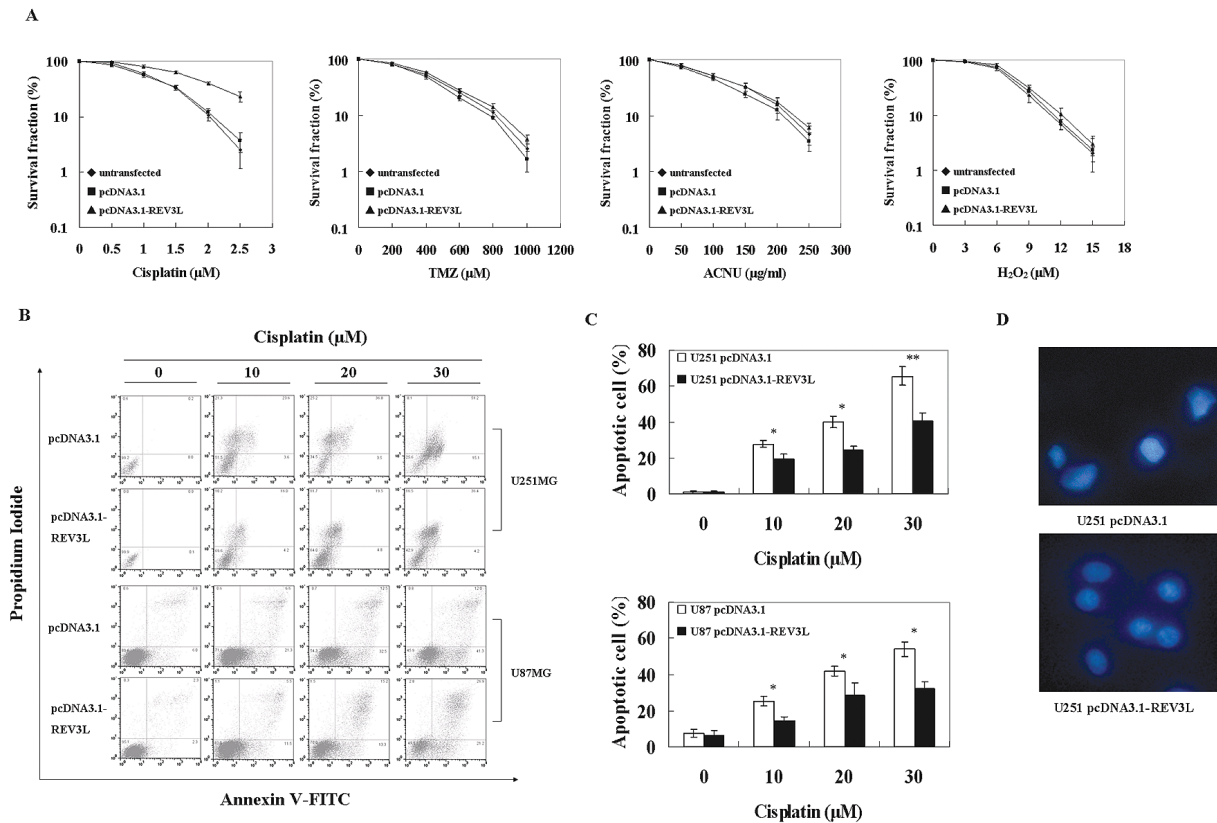 A
Survival fraction (%)
100
10
1
0.1
untransfected
pcDNA3.1
pcDNA3.1-REV3L
0 0.5 1 1.5 2 2.5 3
Cisplatin (μM)
Survival fraction (%)
100
10
1
0.1
untransfected
pcDNA3.1
pcDNA3.1-REV3L
0 200 400 600 800 1000 1200
TMZ (μM)
Survival fraction (%)
100
10
1
0.1
untransfected
pcDNA3.1
pcDNA3.1-REV3L
0 50 100 150 200 250 300
ACNU (μg/ml)
Survival fraction (%)
100
10
1
0.1
untransfected
pcDNA3.1
pcDNA3.1-REV3L
0 3 6 9 12 15 18
H₂O₂ (μM)
B
Cisplatin (μM)
0 10 20 30
Propidium Iodide
pcDNA3.1
pcDNA3.1-
REV3L
U251MG
pcDNA3.1
pcDNA3.1-
REV3L
U87MG
Annexin V-FITC
C
Apoptotic cell (%)
80
60
40
20
0
U251 pcDNA3.1
U251 pcDNA3.1-REV3L
* * **
0 10 20 30
Cisplatin (μM)
Apoptotic cell (%)
80
60
40
20
0
U87 pcDNA3.1
U87 pcDNA3.1-REV3L
* * *
0 10 20 30
Cisplatin (μM)
D
U251 pcDNA3.1
U251 pcDNA3.1-REV3L